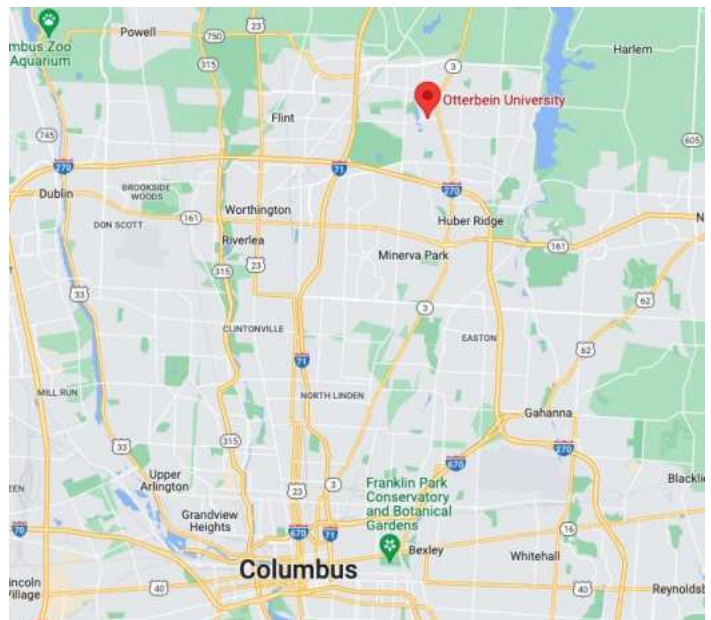 23
Powell
750
mbus Zoo
Aquarium
315
3
Harlem
Otterbein University
Flint
745
605
270
71
Dublin
BROOKSIDE
WOODS
270
161
Worthington
Huber Ridge
N
DON SCOTT
Riverlea
161
Minerva Park
23
315
33
62
3
CLINTONVILLE
EASTON
62
71
MILL RUN
NORTH LINDEN
Gahanna
315
33
670
270
Upper
Arlington
23
3
Franklin Park
Conservatory
and Botanical
Gardens
Blacklie
EEN
Grandview
Heights
70
670
71
16
Bexley
Whitehall
Columbus
incoln
Village
40
40
Reynoldsb